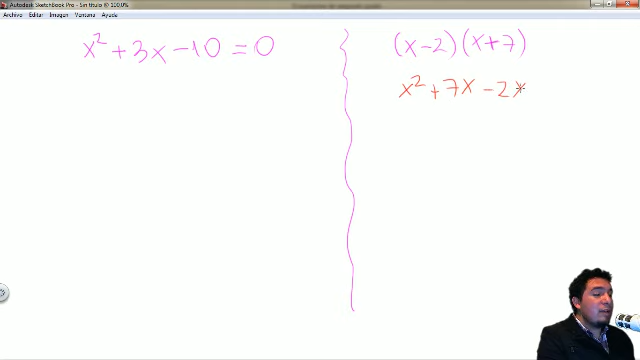 Autodesk SketchBook Pro - Sin título @ 100.0%
Archivo Editar Imagen Ventana Ayuda
x² + 3x - 10 = 0
(x - 2)(x + 7)
x² + 7x - 2x